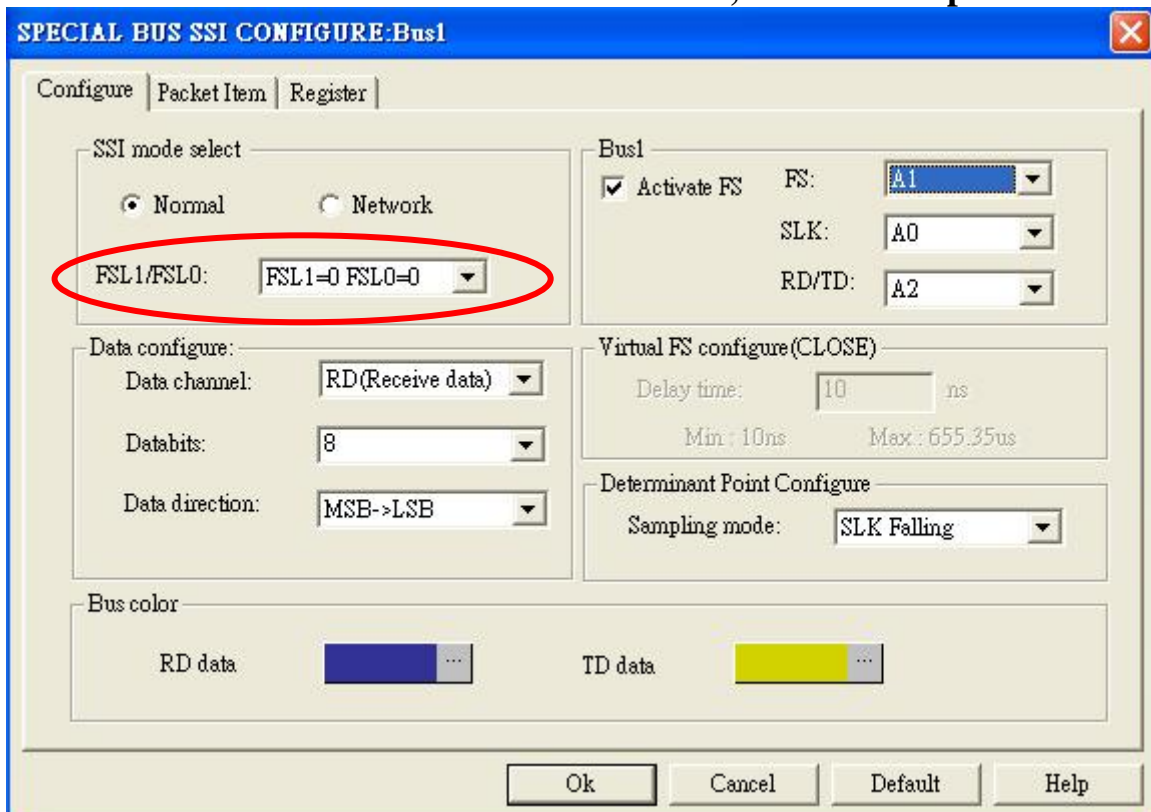 SPECIAL BUS SSI CONFIGURE:Bus1
Configure Packet Item Register
SSI mode select
Normal Network
FSL1/FSL0: FSL1=0 FSL0=0
Bus1
Activate FS FS: A1
SLK: A0
RD/TD: A2
Data configure:
Data channel: RD(Receive data)
Databits: 8
Data direction: MSB->LSB
Virtual FS configure(CLOSE)
Delay time: 10 ns
Min : 10ns Max : 655.35us
Determinant Point Configure
Sampling mode: SLK Falling
Bus color
RD data ... TD data ...
Ok Cancel Default Help